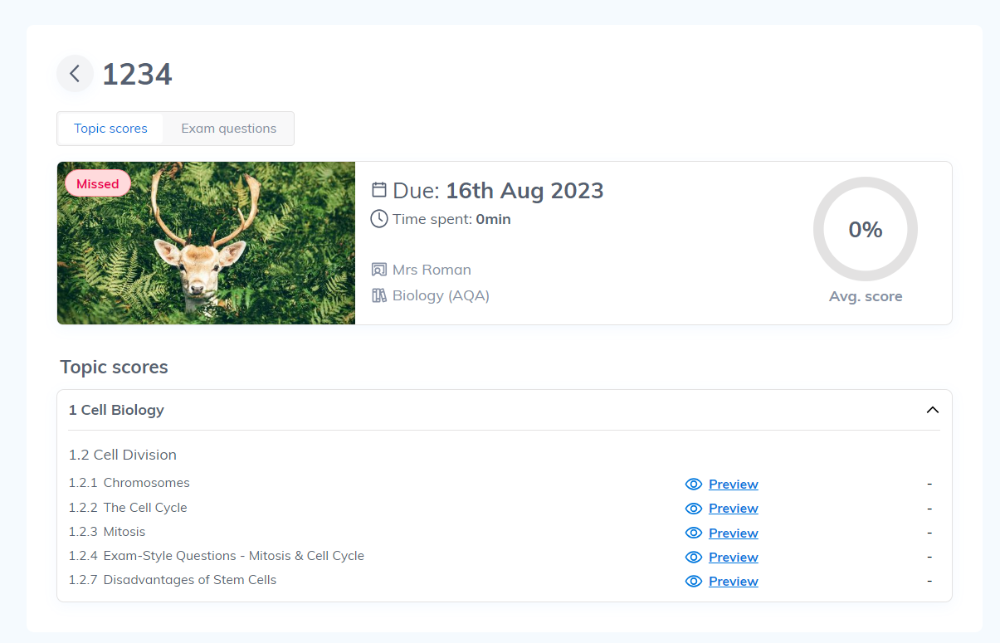 1234
Topic scores
Exam questions
Missed
Due: 16th Aug 2023
Time spent: 0min
Mrs Roman
Biology (AQA)
0%
Avg. score
Topic scores
1 Cell Biology
1.2 Cell Division
1.2.1 Chromosomes Preview -
1.2.2 The Cell Cycle Preview -
1.2.3 Mitosis Preview -
1.2.4 Exam-Style Questions - Mitosis & Cell Cycle Preview -
1.2.7 Disadvantages of Stem Cells Preview -